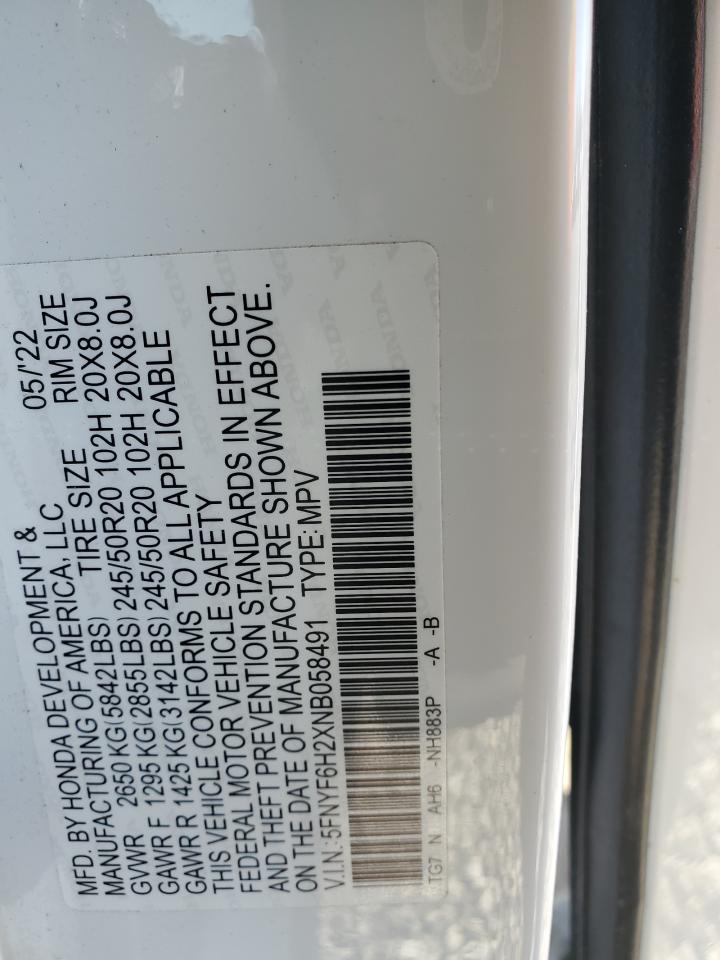 MFD. BY HONDA DEVELOPMENT & 05/'22
MANUFACTURING OF AMERICA, LLC
TIRE SIZE RIM SIZE
GVWR 2650 KG(5842LBS)
GAWR F 1295 KG(2855LBS) 245/50R20 102H 20X8.0J
GAWR R 1425 KG(3142LBS) 245/50R20 102H 20X8.0J
THIS VEHICLE CONFORMS TO ALL APPLICABLE
FEDERAL MOTOR VEHICLE SAFETY
AND THEFT PREVENTION STANDARDS IN EFFECT
ON THE DATE OF MANUFACTURE SHOWN ABOVE.
V.I.N.:5FNYF6H2XNB058491 TYPE:MPV
TG7 N AH6 -NH883P -A -B
HONDA